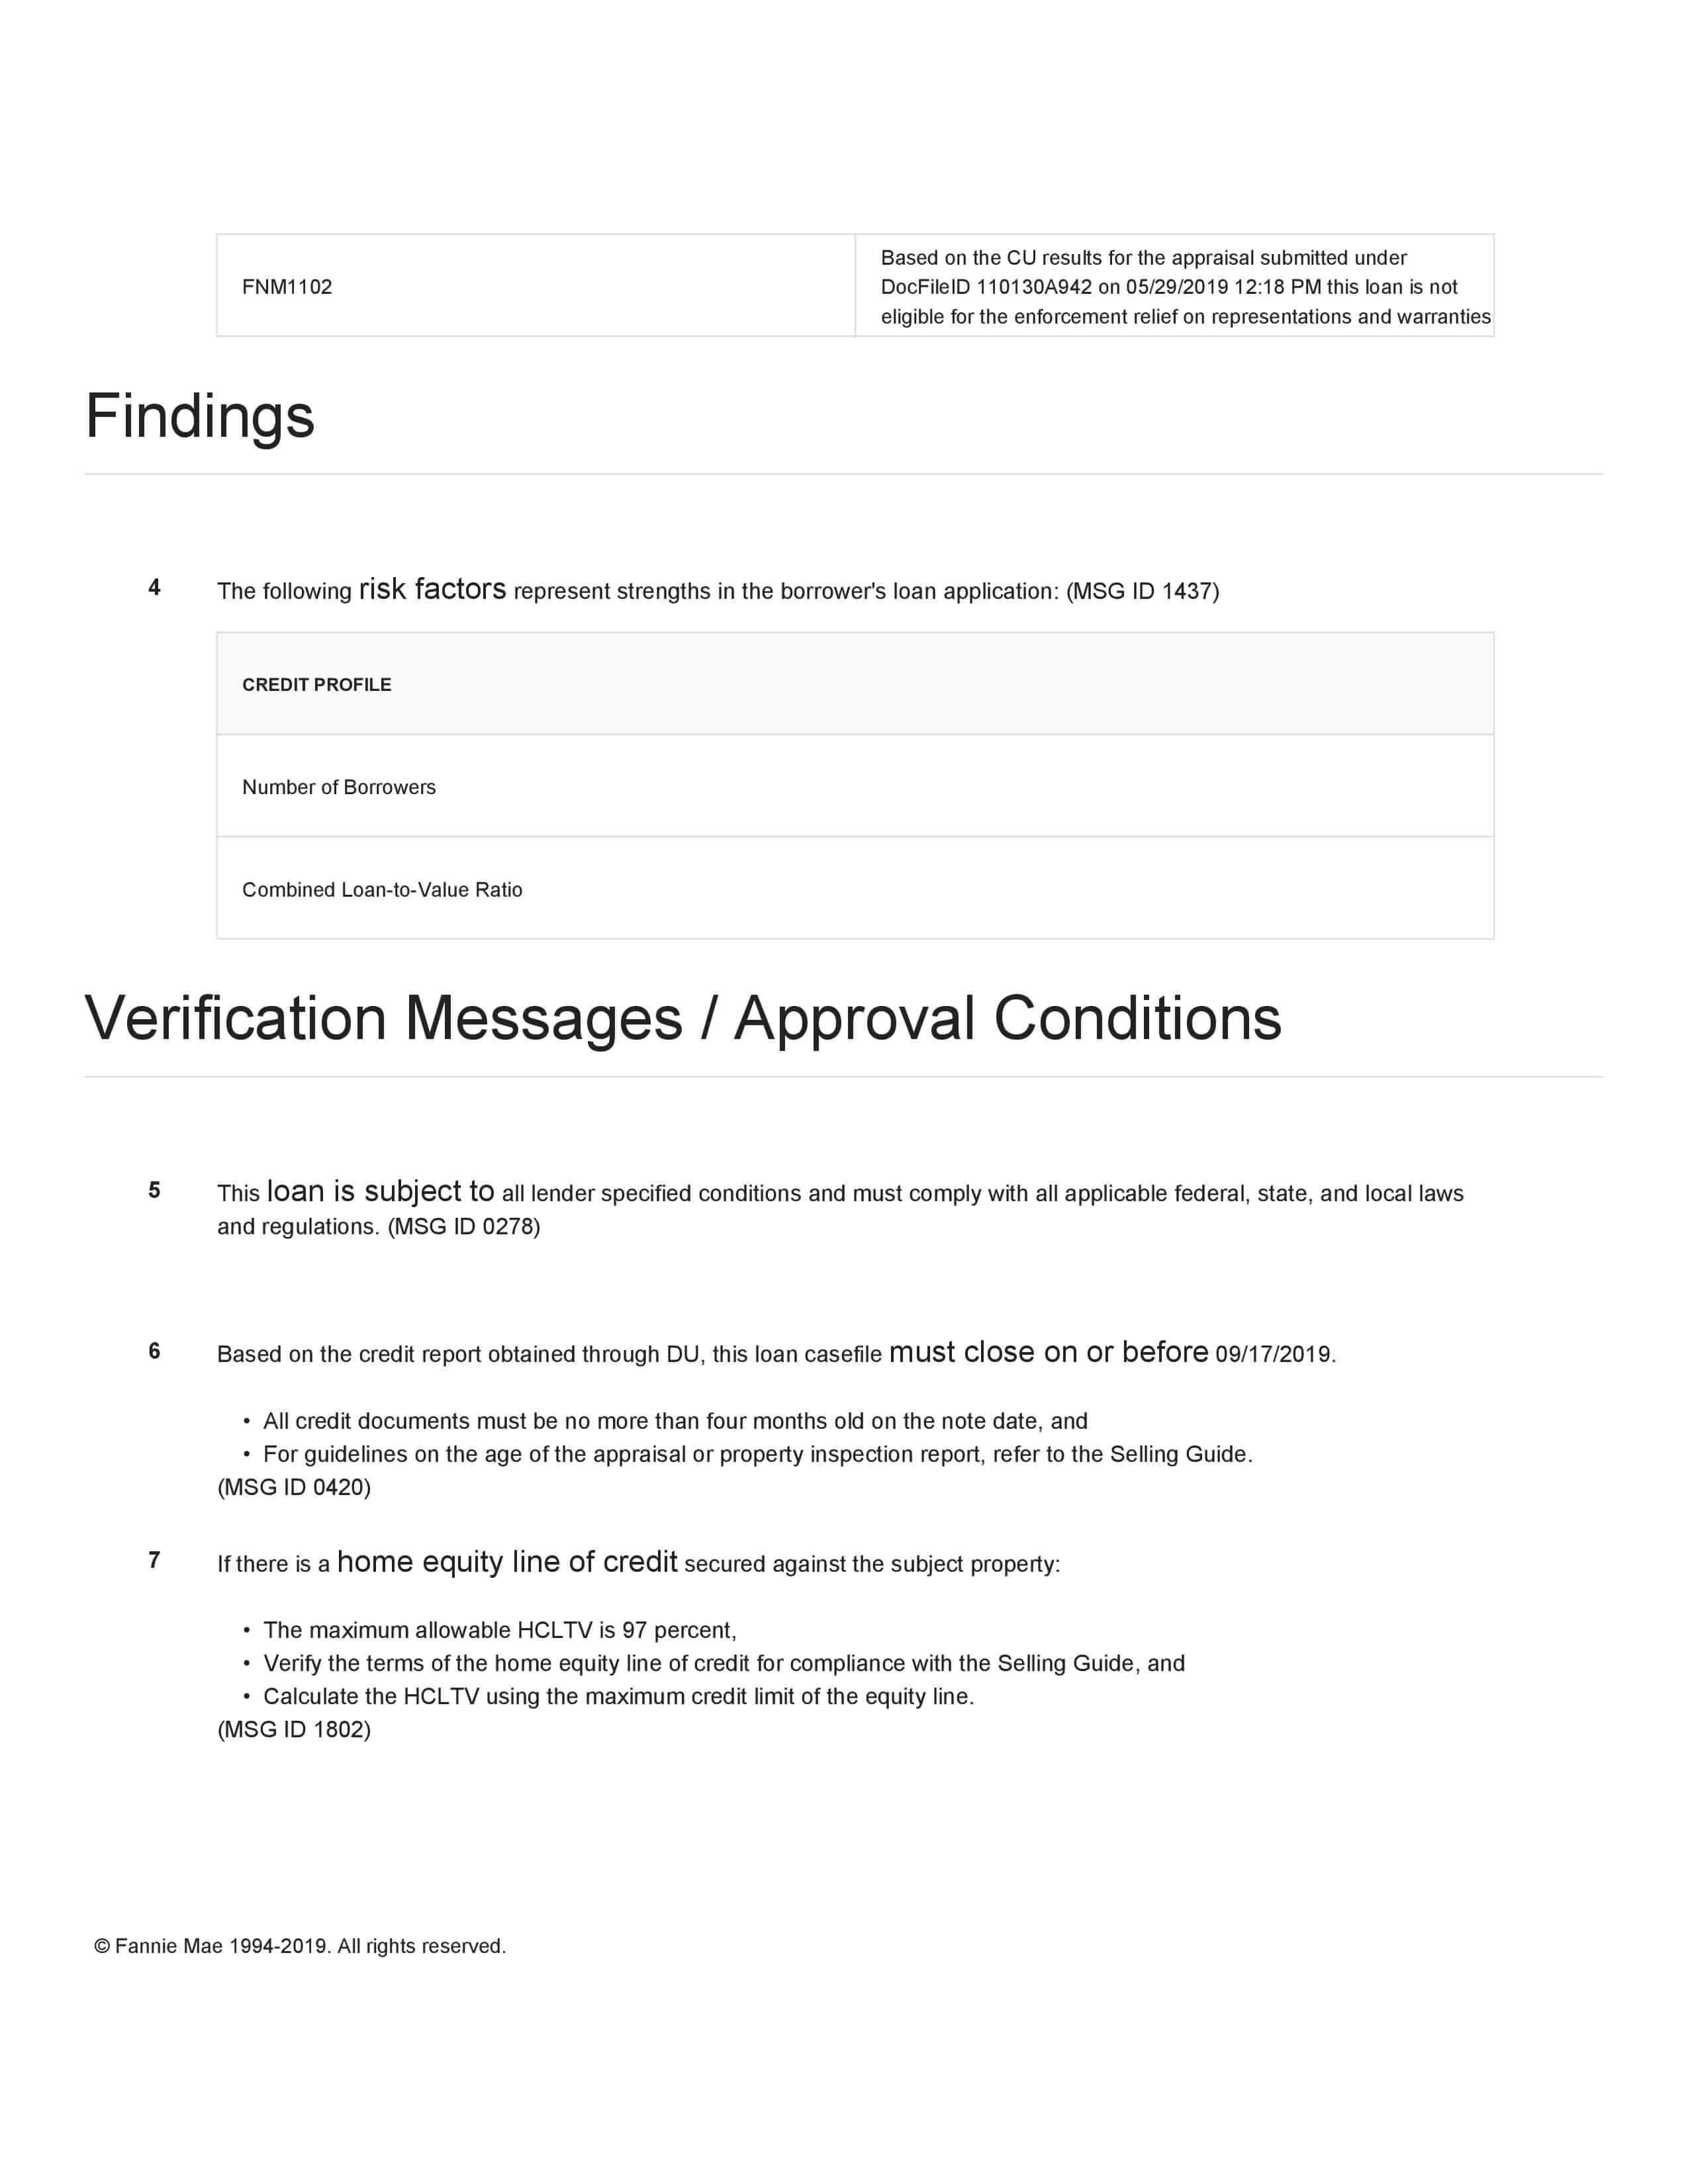 FNM1102
Based on the CU results for the appraisal submitted under
DocFileID 110130A942 on 05/29/2019 12:18 PM this loan is not
eligible for the enforcement relief on representations and warranties
Findings
4 The following risk factors represent strengths in the borrower's loan application: (MSG ID 1437)
CREDIT PROFILE
Number of Borrowers
Combined Loan-to-Value Ratio
Verification Messages / Approval Conditions
5 This loan is subject to all lender specified conditions and must comply with all applicable federal, state, and local laws
and regulations. (MSG ID 0278)
6 Based on the credit report obtained through DU, this loan casefile must close on or before 09/17/2019.
• All credit documents must be no more than four months old on the note date, and
• For guidelines on the age of the appraisal or property inspection report, refer to the Selling Guide.
(MSG ID 0420)
7 If there is a home equity line of credit secured against the subject property:
• The maximum allowable HCLTV is 97 percent,
• Verify the terms of the home equity line of credit for compliance with the Selling Guide, and
• Calculate the HCLTV using the maximum credit limit of the equity line.
(MSG ID 1802)
© Fannie Mae 1994-2019. All rights reserved.